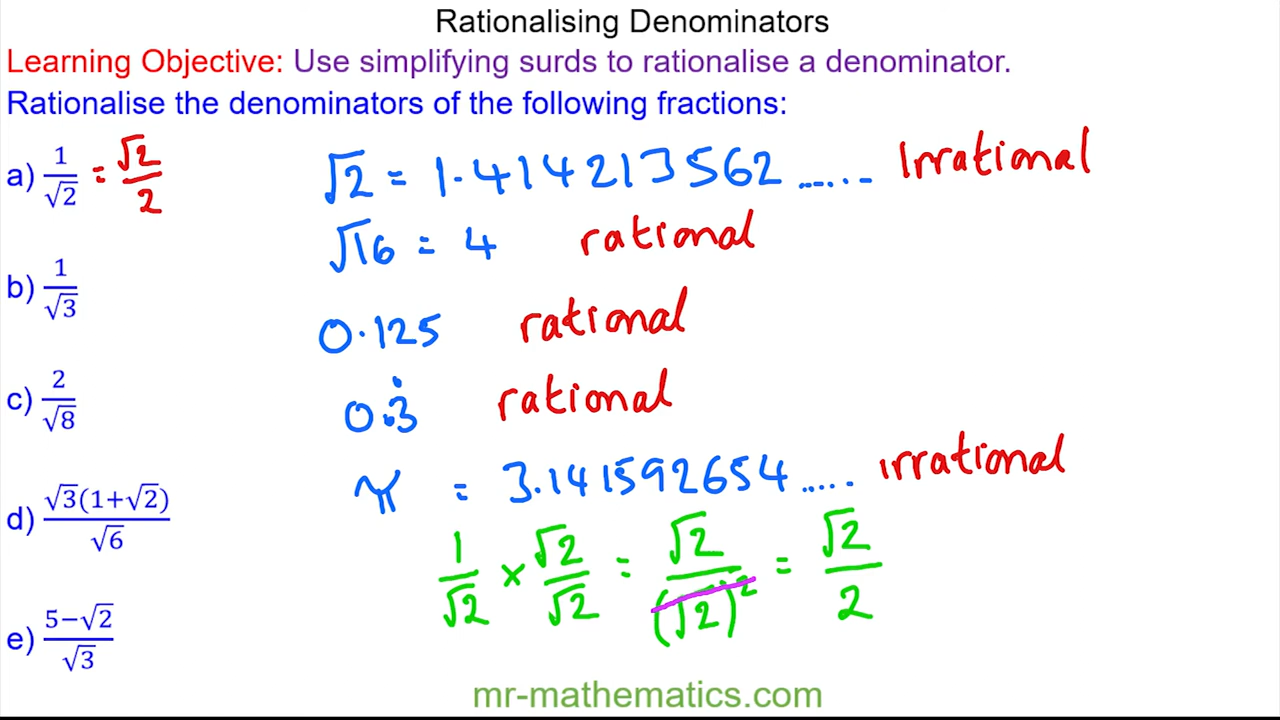 Rationalising Denominators
Learning Objective: Use simplifying surds to rationalise a denominator.
Rationalise the denominators of the following fractions:
a) 1/√2 = √2/2
√2 = 1.414213562...... Irrational
√16 = 4 rational
b) 1/√3
0.125 rational
c) 2/√8
0.3̇ rational
π = 3.141592654..... irrational
d) √3(1+√2)/√6
1/√2 × √2/√2 = √2/(√2)² = √2/2
e) 5−√2/√3
mr-mathematics.com